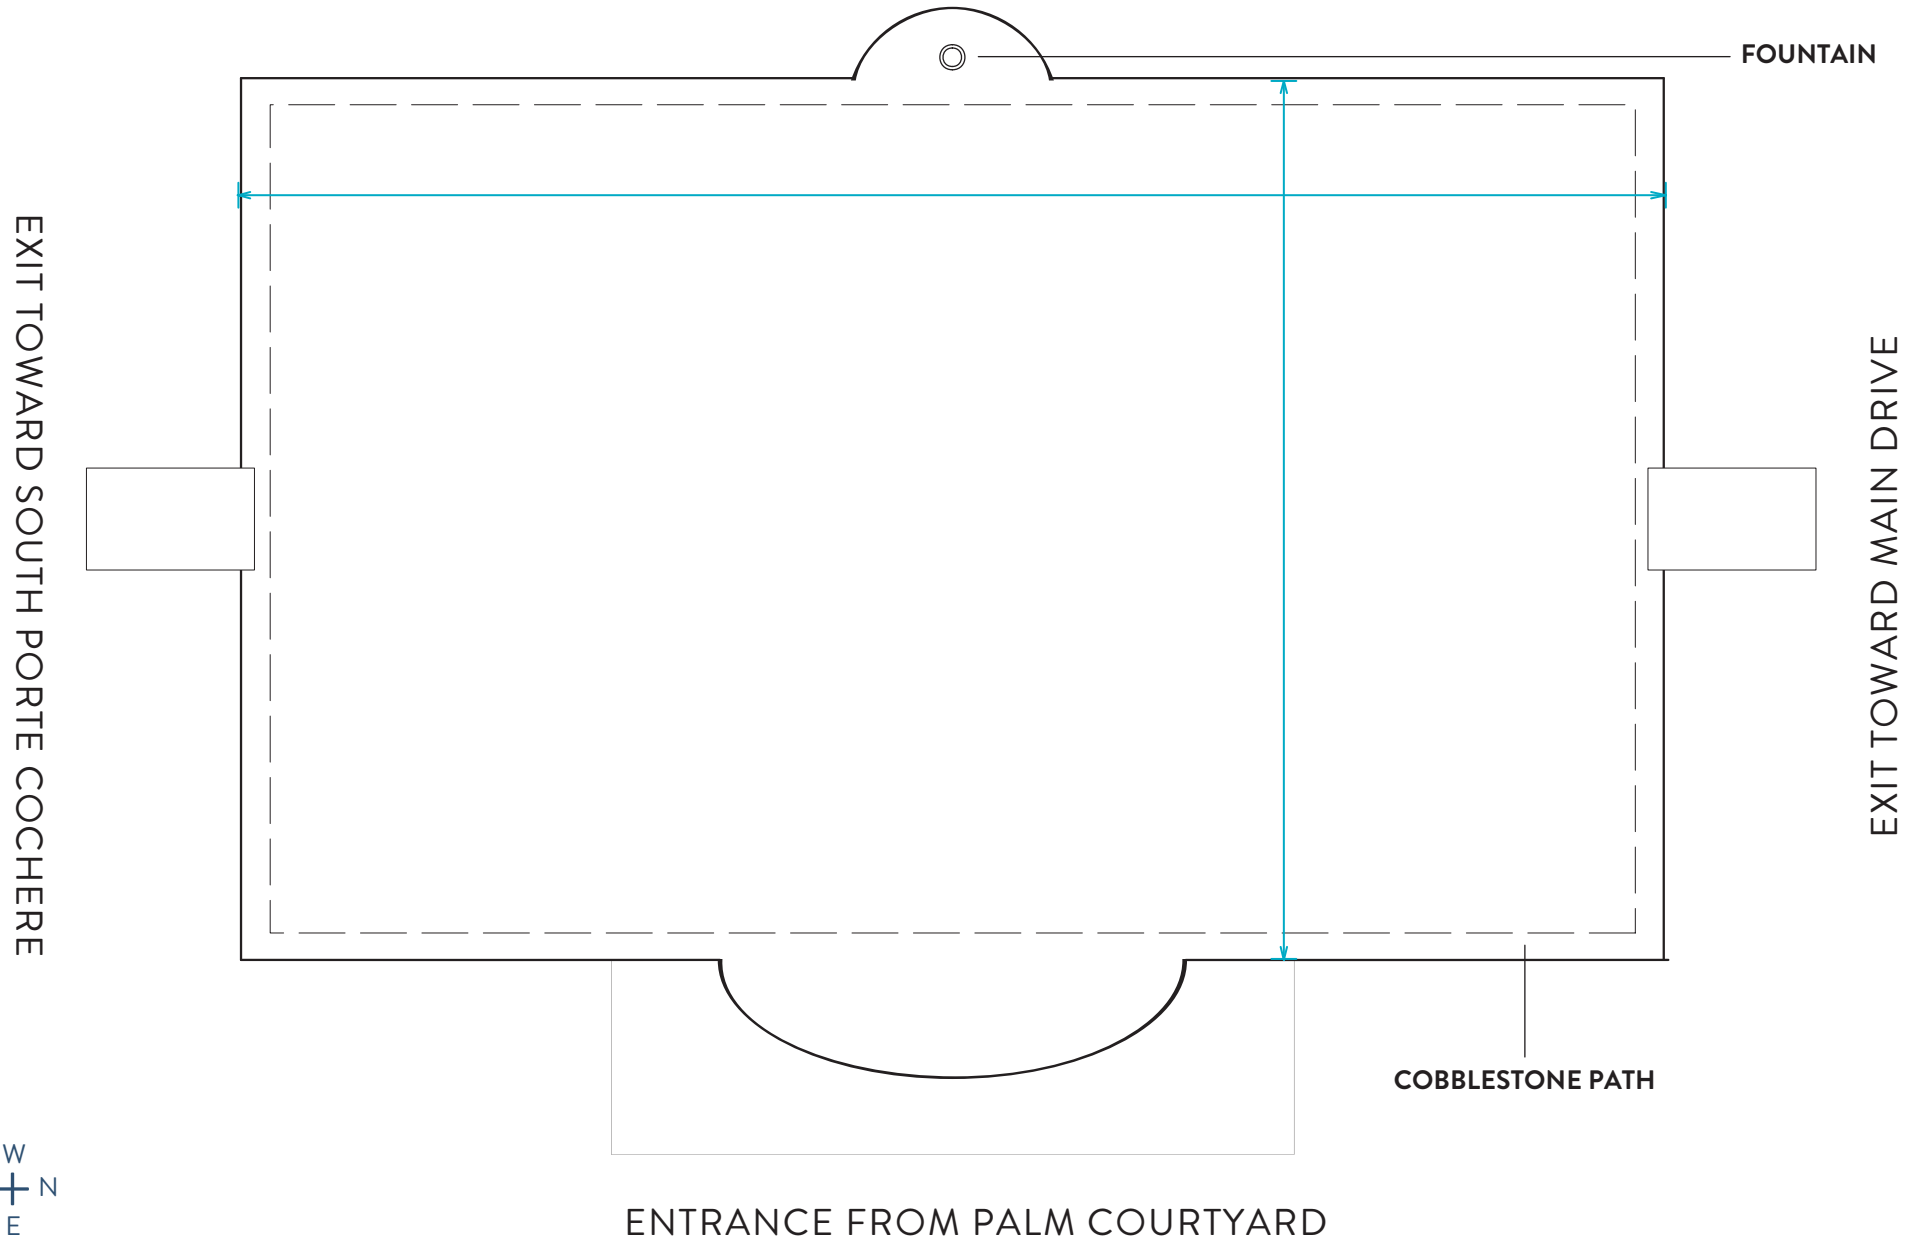 FOUNTAIN
EXIT TOWARD SOUTH PORTE COCHERE
EXIT TOWARD MAIN DRIVE
COBBLESTONE PATH
W
N
E
ENTRANCE FROM PALM COURTYARD